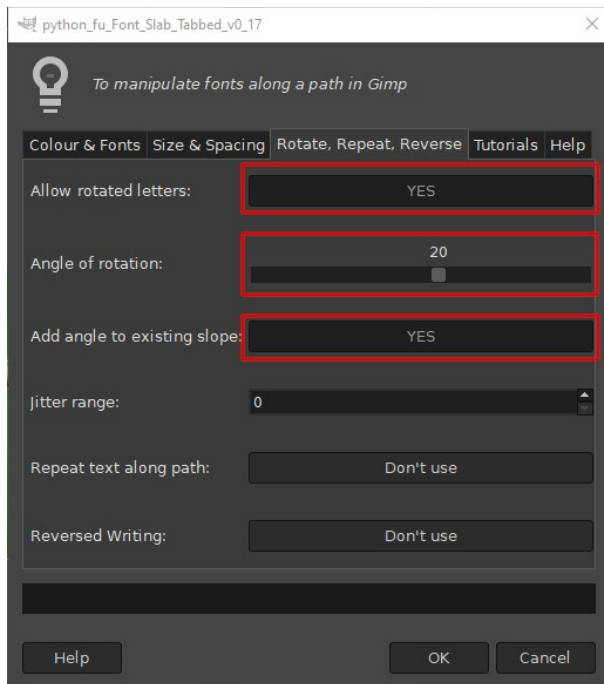 python_fu_Font_Slab_Tabbed_v0_17
To manipulate fonts along a path in Gimp
Colour & Fonts Size & Spacing Rotate, Repeat, Reverse Tutorials Help
Allow rotated letters: YES
20
Angle of rotation:
Add angle to existing slope: YES
Jitter range: 0
Repeat text along path: Don't use
Reversed Writing: Don't use
Help OK Cancel